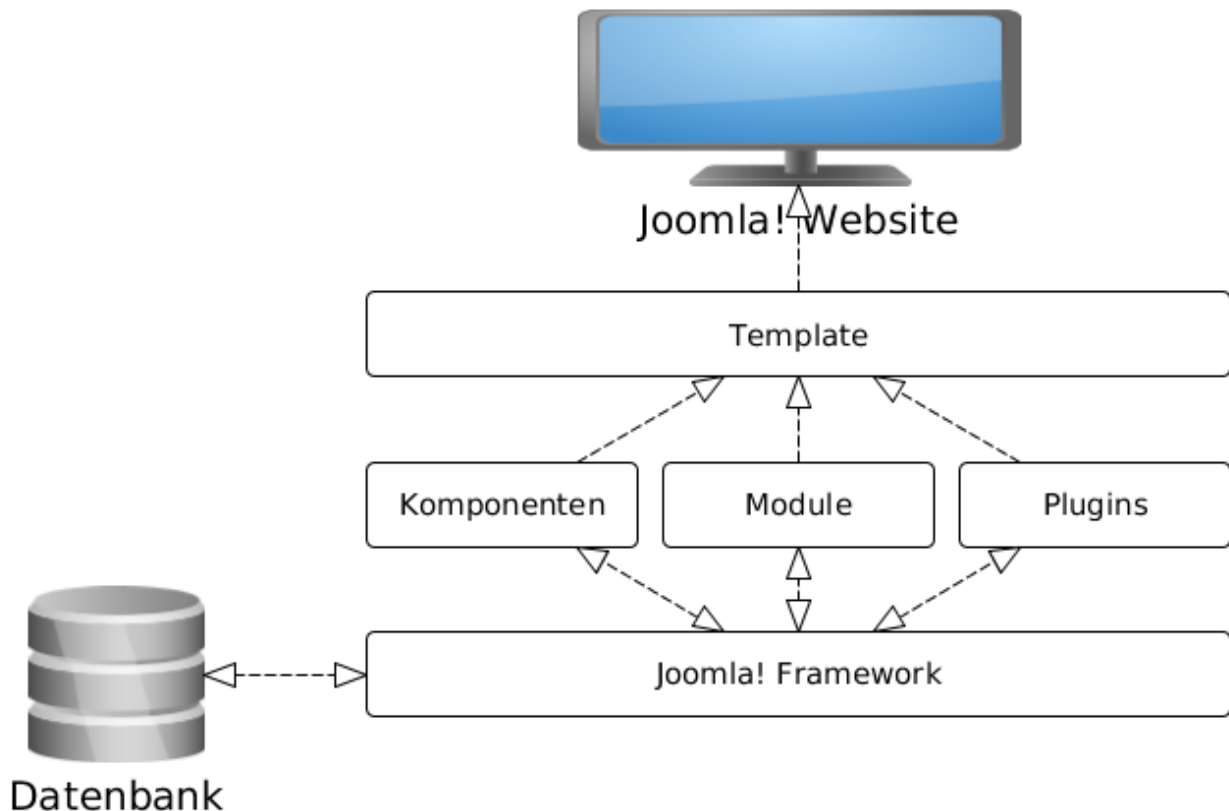 Joomla! Website
Template
Komponenten
Module
Plugins
Joomla! Framework
Datenbank